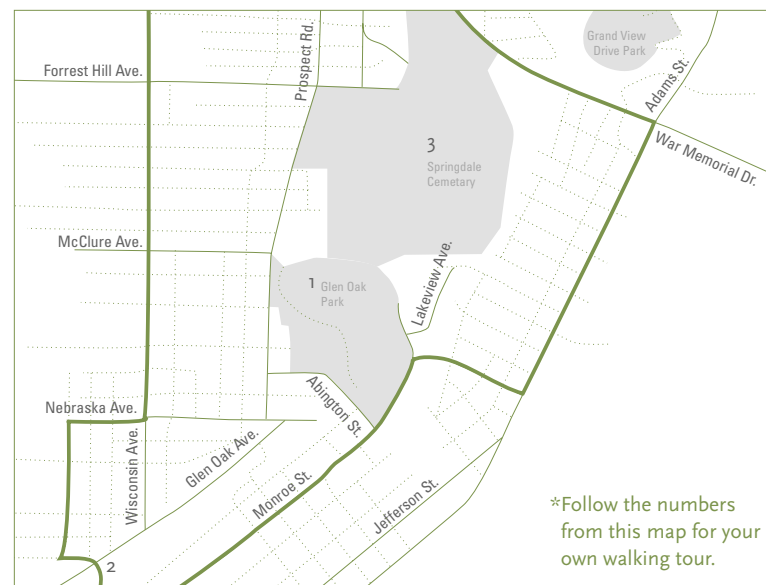 Grand View
Drive Park
Forrest Hill Ave.
Prospect Rd.
Adams St.
3
Springdale
Cemetary
War Memorial Dr.
McClure Ave.
1
Glen Oak
Park
Lakeview Ave.
Nebraska Ave.
Abington St.
Wisconsin Ave.
Glen Oak Ave.
Monroe St.
Jefferson St.
2
*Follow the numbers
from this map for your
own walking tour.